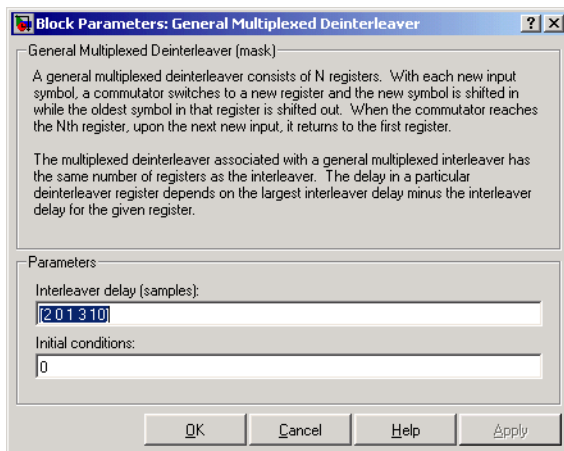 Block Parameters: General Multiplexed Deinterleaver
General Multiplexed Deinterleaver (mask)
A general multiplexed deinterleaver consists of N registers. With each new input
symbol, a commutator switches to a new register and the new symbol is shifted in
while the oldest symbol in that register is shifted out. When the commutator reaches
the Nth register, upon the next new input, it returns to the first register.
The multiplexed deinterleaver associated with a general multiplexed interleaver has
the same number of registers as the interleaver. The delay in a particular
deinterleaver register depends on the largest interleaver delay minus the interleaver
delay for the given register.
Parameters
Interleaver delay (samples):
[2 0 1 3 10]
Initial conditions:
0
OK Cancel Help Apply